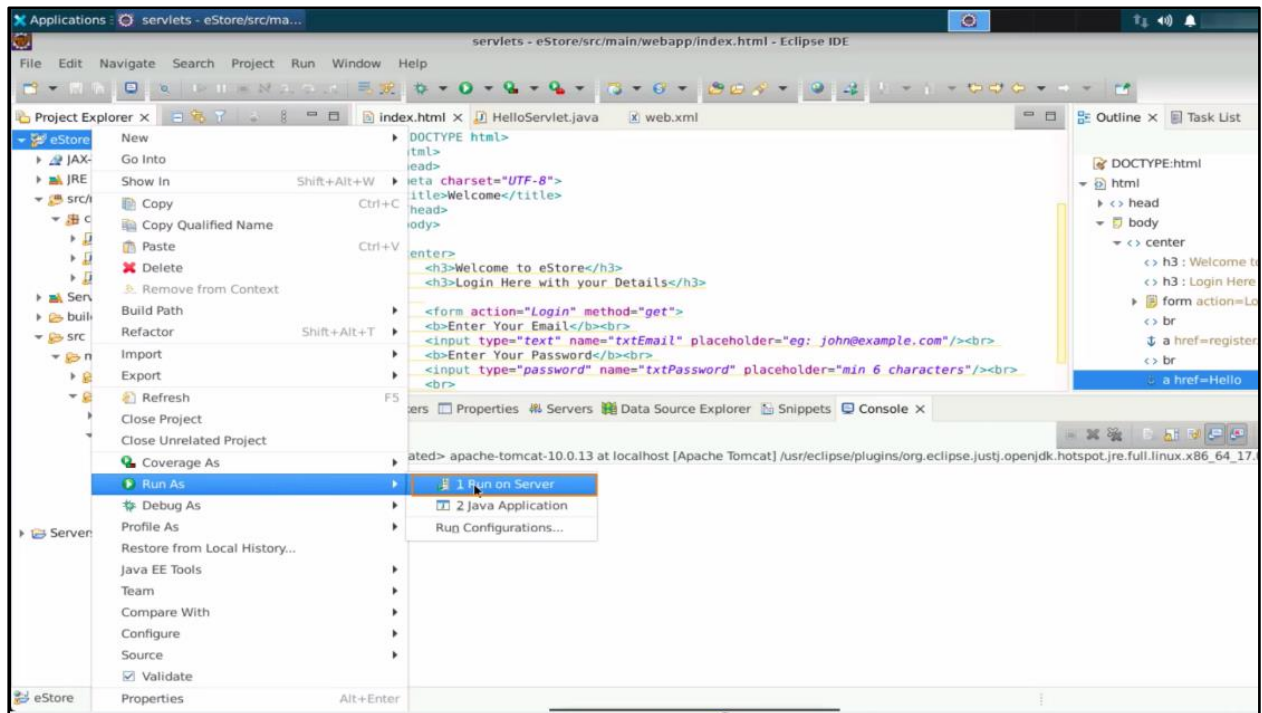 Applications : servlets - eStore/src/ma...
servlets - eStore/src/main/webapp/index.html - Eclipse IDE
File Edit Navigate Search Project Run Window Help
Project Explorer × index.html × HelloServlet.java web.xml Outline × Task List
eStore
JAX-
JRE
src/
c
Serv
buil
src
Server
New
Go Into
Show In Shift+Alt+W
Copy Ctrl+C
Copy Qualified Name
Paste Ctrl+V
Delete
Remove from Context
Build Path
Refactor Shift+Alt+T
Import
Export
Refresh F5
Close Project
Close Unrelated Project
Coverage As
Run As
Debug As
Profile As
Restore from Local History...
Java EE Tools
Team
Compare With
Configure
Source
Validate
Properties Alt+Enter
1 Run on Server
2 Java Application
Run Configurations...
DOCTYPE html>
tml>
ead>
eta charset="UTF-8">
itle>Welcome</title>
head>
ody>
enter>
<h3>Welcome to eStore</h3>
<h3>Login Here with your Details</h3>
<form action="Login" method="get">
<b>Enter Your Email</b><br>
<input type="text" name="txtEmail" placeholder="eg: john@example.com"/><br>
<b>Enter Your Password</b><br>
<input type="password" name="txtPassword" placeholder="min 6 characters"/><br>
<br>
DOCTYPE:html
html
<> head
body
<> center
<> h3 : Welcome to
<> h3 : Login Here
form action=Lo
<> br
a href=register.
<> br
a href=Hello
ers Properties Servers Data Source Explorer Snippets Console ×
ated> apache-tomcat-10.0.13 at localhost [Apache Tomcat] /usr/eclipse/plugins/org.eclipse.justj.openjdk.hotspot.jre.full.linux.x86_64_17.
eStore